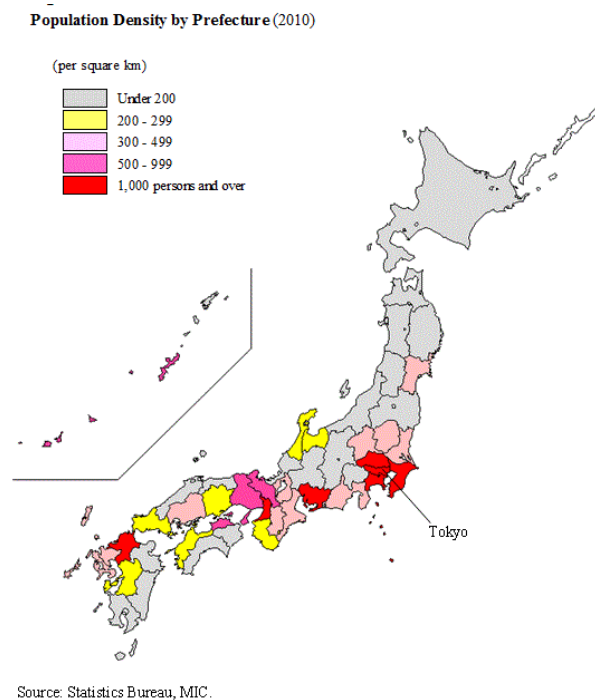 Population Density by Prefecture (2010)
(per square km)
Under 200
200 - 299
300 - 499
500 - 999
1,000 persons and over
Tokyo
Source: Statistics Bureau, MIC.